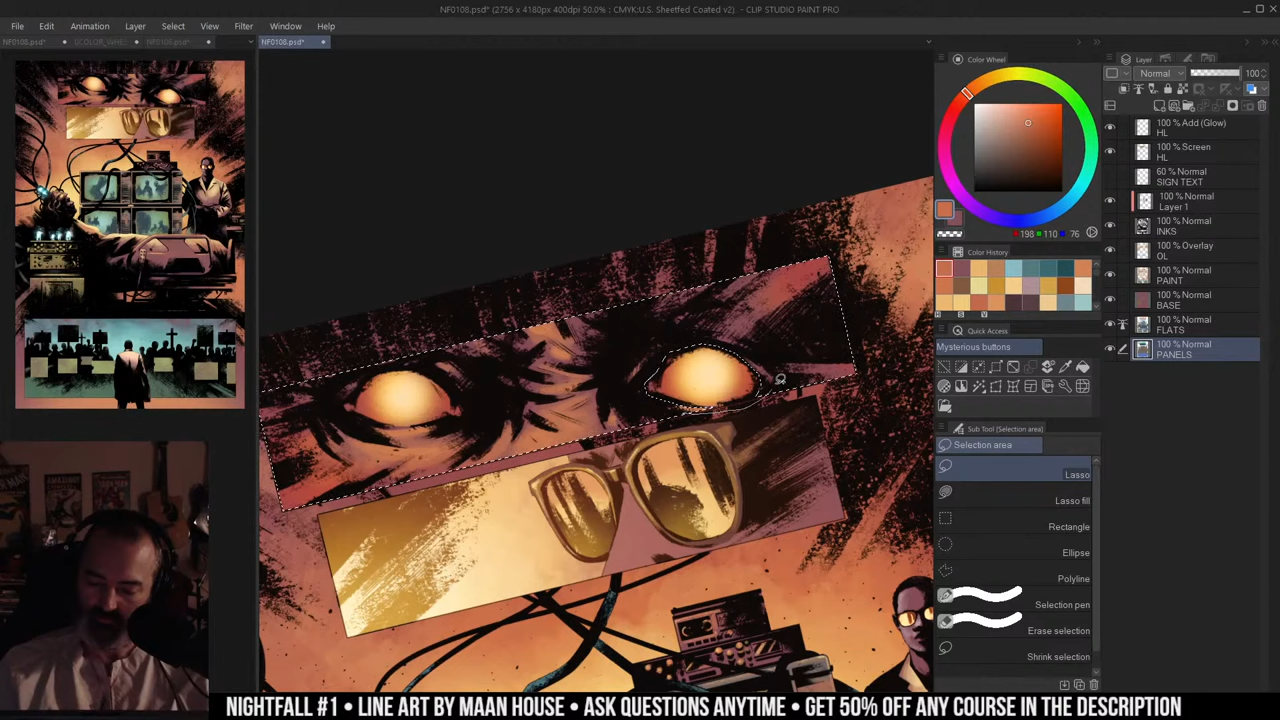 NF0108.psd* (2756 x 4180px 400dpi 50.0% : CMYK:U.S. Sheetfed Coated v2) - CLIP STUDIO PAINT PRO
File Edit Animation Layer Select View Filter Window Help
NF0108.psd* NF0108.psd*
Color Wheel
198 110 76
Color History
H S V
Quick Access
Mysterious buttons
Sub Tool [Selection area]
Selection area
Lasso
Lasso fill
Rectangle
Ellipse
Polyline
Selection pen
Erase selection
Shrink selection
Layer
Normal 100
100 % Add (Glow)
HL
100 % Screen
HL
60 % Normal
SIGN TEXT
100 % Normal
Layer 1
100 % Normal
INKS
100 % Overlay
OL
100 % Normal
PAINT
100 % Normal
BASE
100 % Normal
FLATS
100 % Normal
PANELS
NIGHTFALL #1 • LINE ART BY MAAN HOUSE • ASK QUESTIONS ANYTIME • GET 50% OFF ANY COURSE IN THE DESCRIPTION